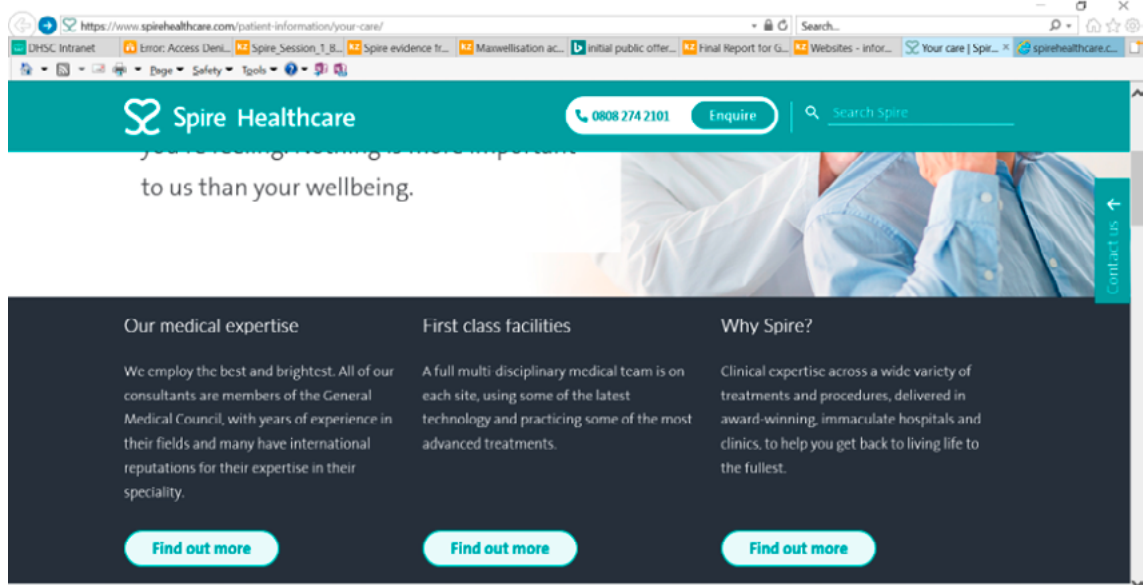 https://www.spirehealthcare.com/patient-information/your-care/
Search...
DHSC Intranet
Error: Access Deni...
Spire_Session_1_B...
Spire evidence fr...
Maxwellisation ac...
initial public offer...
Final Report for G...
Websites - infor...
Your care | Spir...
spirehealthcare.c...
Page Safety Tools
Spire Healthcare
0808 274 2101
Enquire
Search Spire
you're feeling. Nothing is more important
to us than your wellbeing.
Contact us
Our medical expertise
We employ the best and brightest. All of our
consultants are members of the General
Medical Council, with years of experience in
their fields and many have international
reputations for their expertise in their
speciality.
Find out more
First class facilities
A full multi-disciplinary medical team is on
each site, using some of the latest
technology and practicing some of the most
advanced treatments.
Find out more
Why Spire?
Clinical expertise across a wide variety of
treatments and procedures, delivered in
award-winning, immaculate hospitals and
clinics, to help you get back to living life to
the fullest.
Find out more